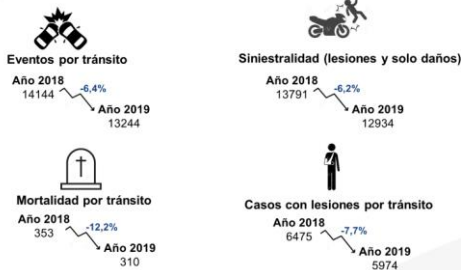 Eventos por tránsito
Año 2018
14144
-6,4%
Año 2019
13244
Siniestralidad (lesiones y solo daños)
Año 2018
13791
-6,2%
Año 2019
12934
Mortalidad por tránsito
Año 2018
353
-12,2%
Año 2019
310
Casos con lesiones por tránsito
Año 2018
6475
-7,7%
Año 2019
5974